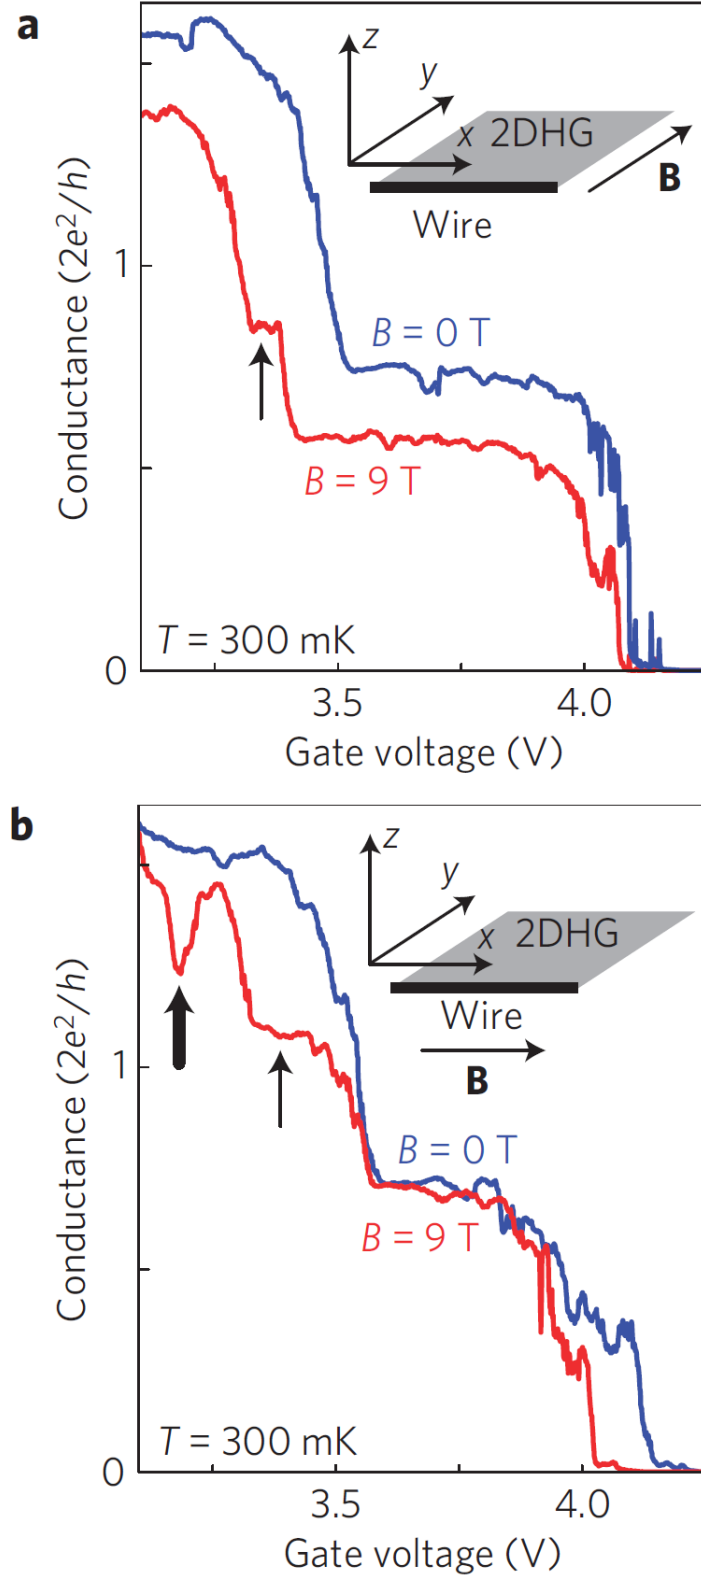 a
z
y
x 2DHG
B
Wire
Conductance (2e²/h)
1
B = 0 T
B = 9 T
T = 300 mK
0
3.5 4.0
Gate voltage (V)
b
z
y
x 2DHG
Wire
B
Conductance (2e²/h)
1
B = 0 T
B = 9 T
T = 300 mK
0
3.5 4.0
Gate voltage (V)